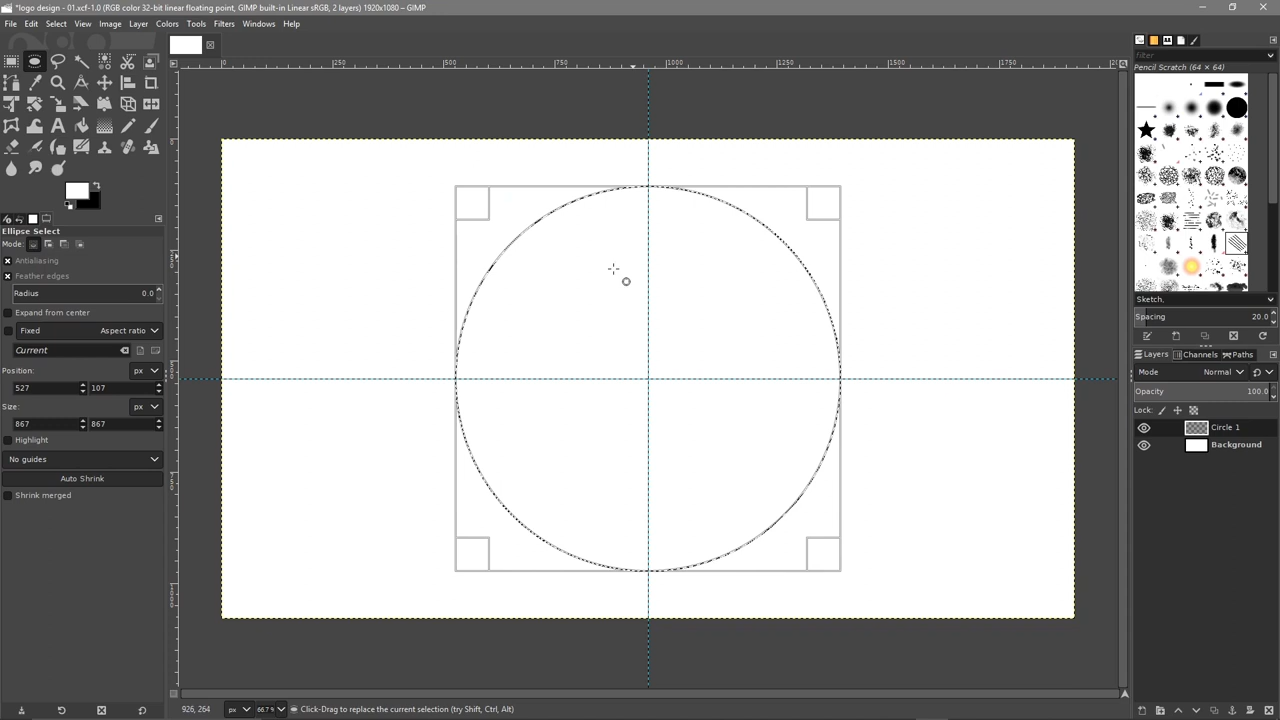 *logo design - 01.xcf-1.0 (RGB color 32-bit linear floating point, GIMP built-in Linear sRGB, 2 layers) 1920x1080 – GIMP
File Edit Select View Image Layer Colors Tools Filters Windows Help
0 250 500 750 1000 1250 1500 1750
Filter
Pencil Scratch (64 × 64)
Ellipse Select
Mode:
Antialiasing
Feather edges
Radius 0.0
Expand from center
Fixed Aspect ratio
Current
Position: px
527 107
Size: px
867 867
Highlight
No guides
Auto Shrink
Shrink merged
Sketch,
Spacing 20.0
Layers Channels Paths
Mode Normal
Opacity 100.0
Lock:
Circle 1
Background
926, 264 px 66.7 % Click-Drag to replace the current selection (try Shift, Ctrl, Alt)